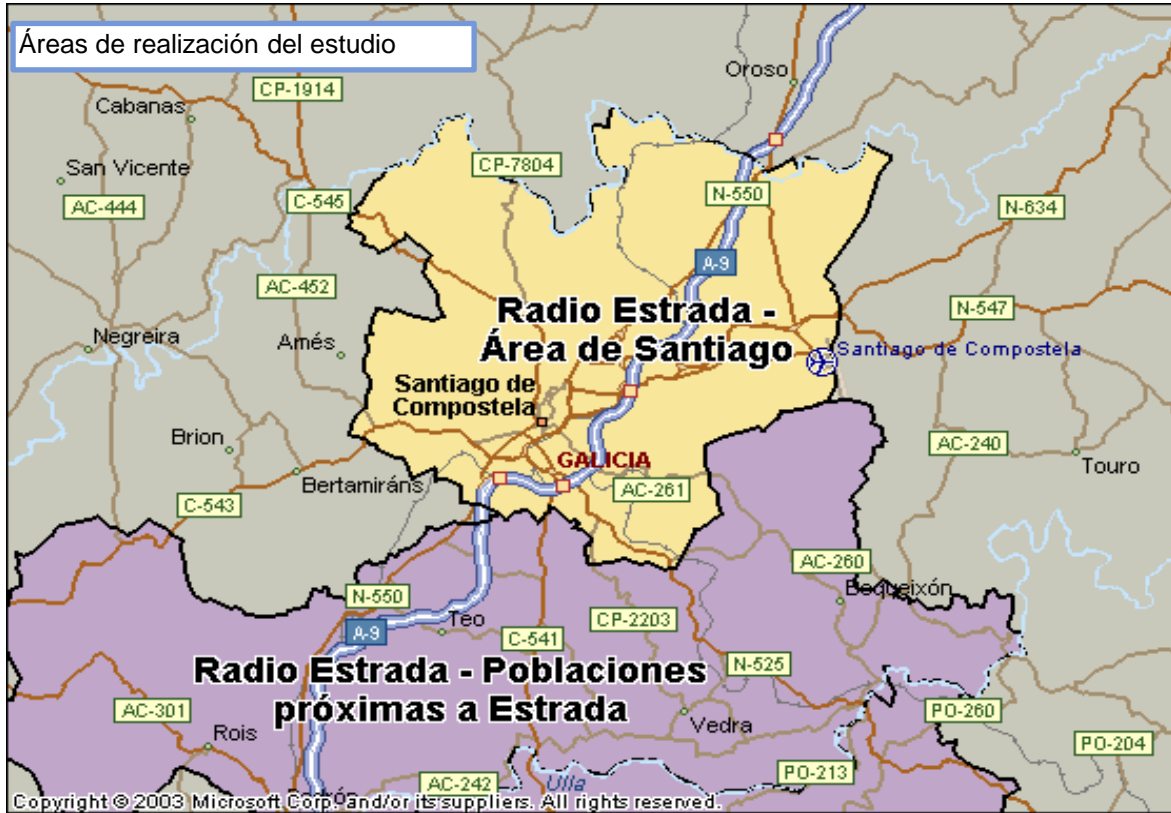 Áreas de realización del estudio
Oroso
CP-1914
Cabanas
San Vicente
CP-7804
AC-444
C-545
N-550
N-634
A-9
AC-452
N-547
Radio Estrada -
Área de Santiago
Negreira
Amés
Santiago de Compostela
Santiago de
Compostela
Brion
AC-240
GALICIA
Touro
Bertamiráns
AC-261
C-543
AC-260
Boqueixón
N-550
CP-2203
Teo
A-9
C-541
N-525
Radio Estrada - Poblaciones
próximas a Estrada
AC-301
PO-260
Vedra
Rois
PO-204
PO-213
AC-242
Ulla
Copyright © 2003 Microsoft Corp. and/or its suppliers. All rights reserved.